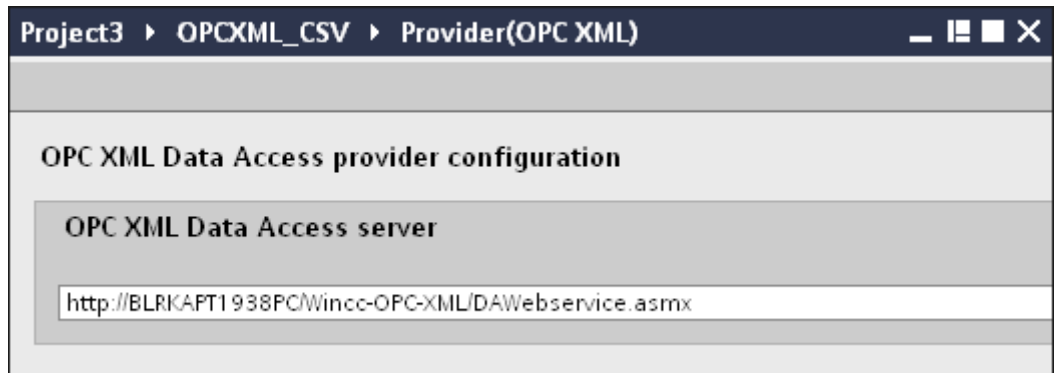 Project3 ▸ OPCXML_CSV ▸ Provider(OPC XML)
OPC XML Data Access provider configuration
OPC XML Data Access server
http://BLRKAPT1938PC/Wincc-OPC-XML/DAWebservice.asmx